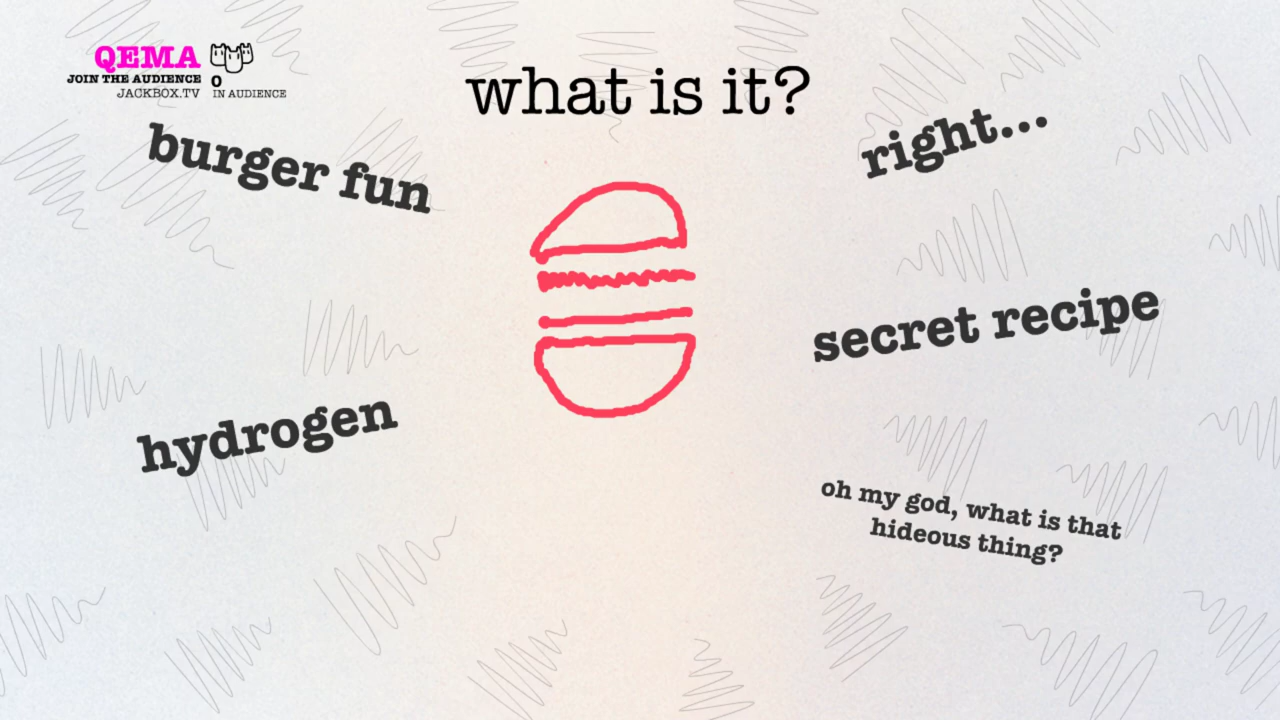 QEMA
JOIN THE AUDIENCE
JACKBOX.TV
0
IN AUDIENCE
what is it?
burger fun
right...
secret recipe
hydrogen
oh my god, what is that
hideous thing?